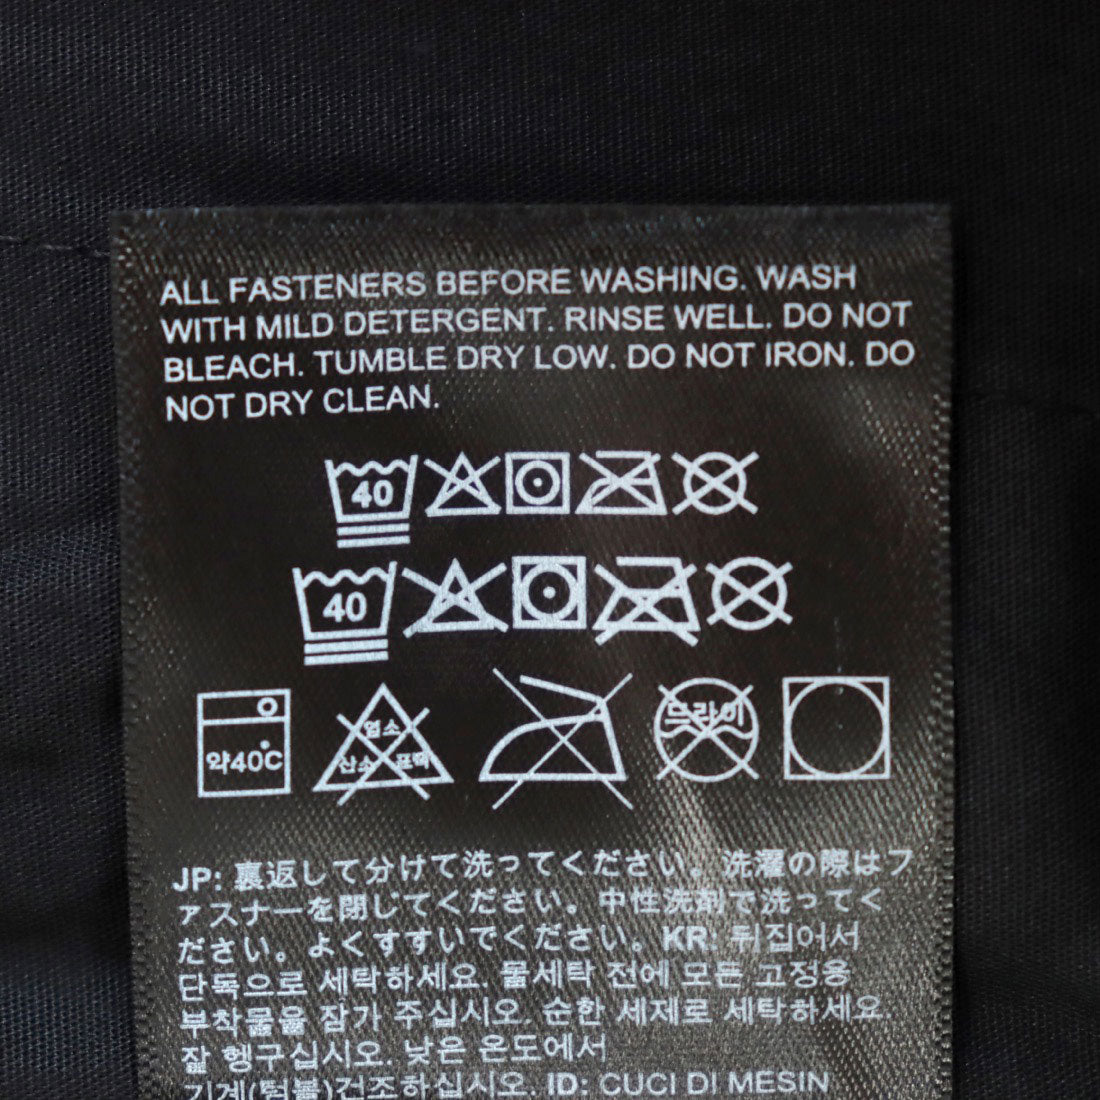 ALL FASTENERS BEFORE WASHING. WASH
WITH MILD DETERGENT. RINSE WELL. DO NOT
BLEACH. TUMBLE DRY LOW. DO NOT IRON. DO
NOT DRY CLEAN.
40
40
약40℃
염소
산소 표백
드라이
JP: 裏返して分けて洗ってください。洗濯の際はフ
ァスナーを閉じてください。中性洗剤で洗ってく
ださい。よくすすいでください。KR: 뒤집어서
단독으로 세탁하세요. 물세탁 전에 모든 고정용
부착물을 잠가 주십시오. 순한 세제로 세탁하세요.
잘 헹구십시오. 낮은 온도에서
기계(텀블)건조하십시오. ID: CUCI DI MESIN